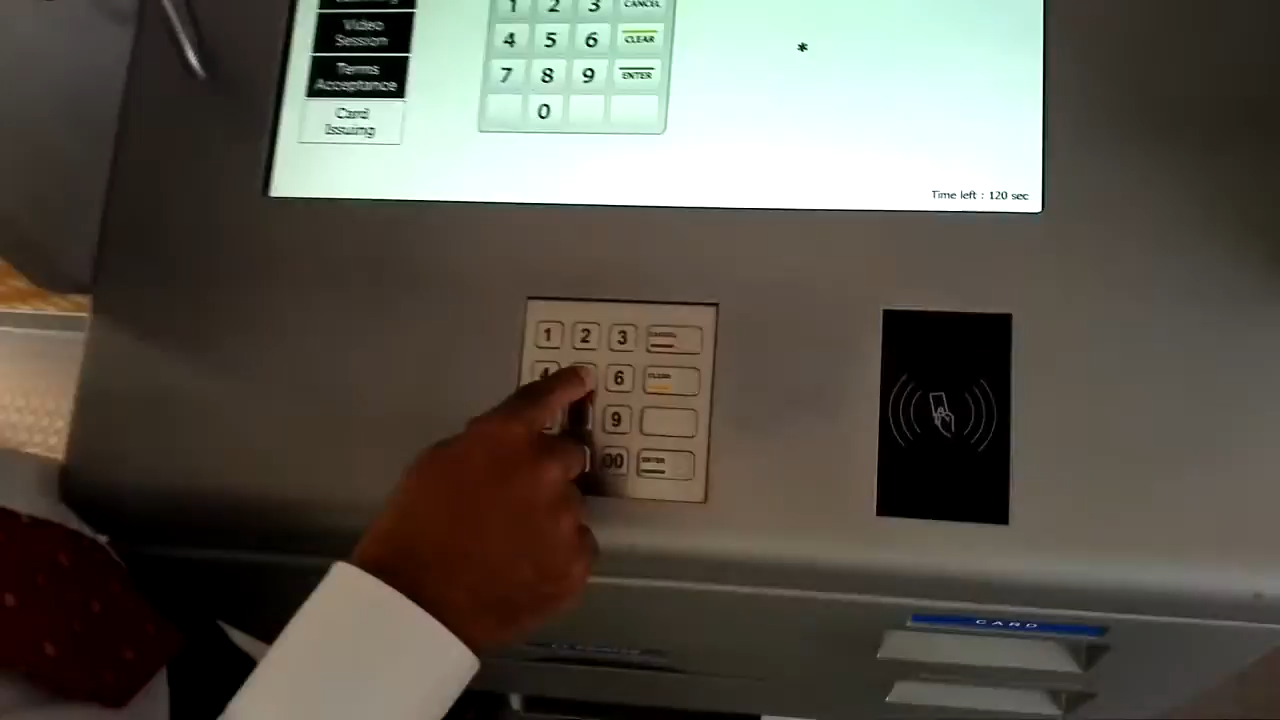 Video
Session
Terms
Acceptance
Card
Issuing
1 2 3 CANCEL
4 5 6 CLEAR
7 8 9 ENTER
0
*
Time left : 120 sec
1 2 3 CANCEL
4 6 CLEAR
9
00 ENTER
CARD